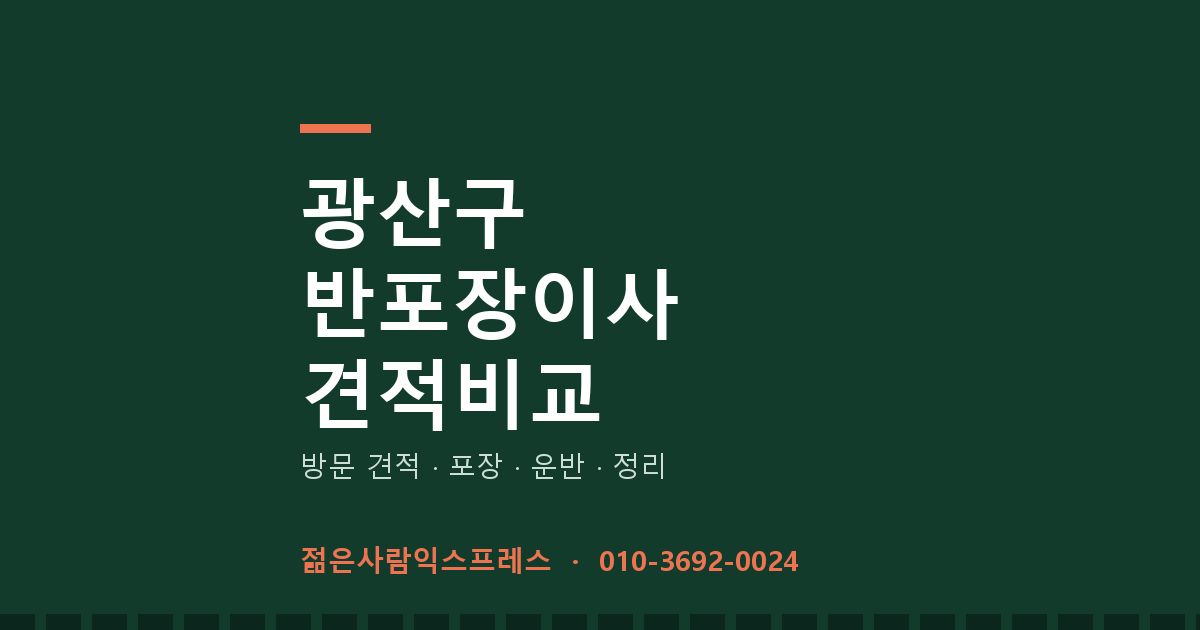 광산구
반포장이사
견적비교
방문 견적 · 포장 · 운반 · 정리
젊은사람익스프레스 · 010-3692-0024